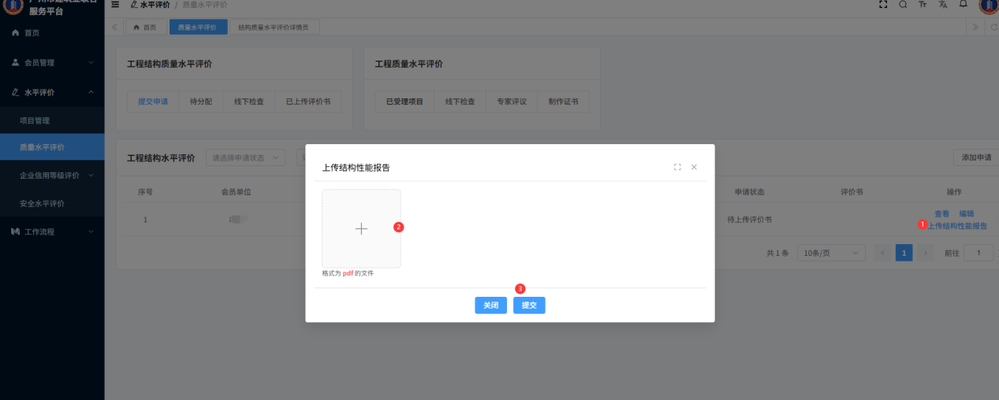 服务平台
水平评价 / 质量水平评价
首页
首页
质量水平评价
结构质量水平评价详情页
会员管理
水平评价
项目管理
质量水平评价
企业信用等级评价
安全水平评价
工作流程
工程结构质量水平评价
提交申请
待分配
线下检查
已上传评价书
工程质量水平评价
已受理项目
线下检查
专家评议
制作证书
工程结构水平评价
请选择申请状态
添加申请
序号
会员单位
申请状态
评价书
操作
1
待上传评价书
查看
编辑
1
上传结构性能报告
共 1 条
10条/页
1
前往
1
上传结构性能报告
2
格式为 pdf 的文件
3
关闭
提交